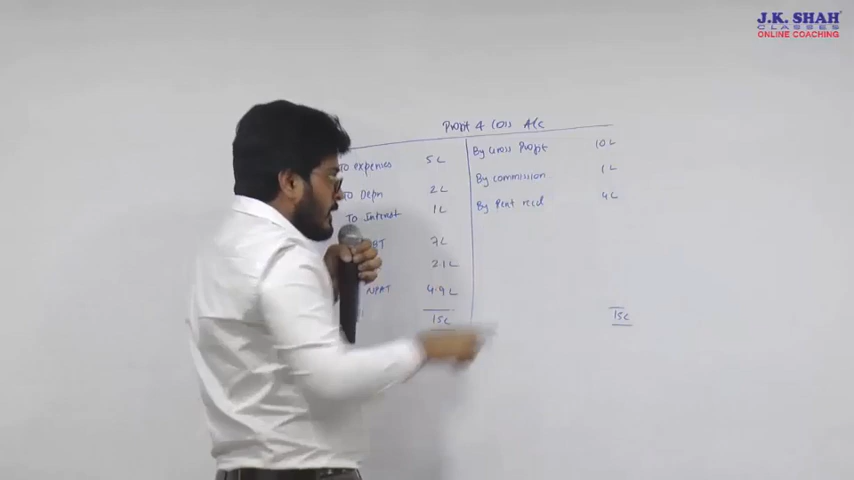 J.K. SHAH
CLASSES
ONLINE COACHING
Profit & Loss A/c
To expenses 5L
To Depn 2L
To Interest 1L
7L
2.1L
NPAT 4.9L
15L
By Gross Profit 10L
By commission 1L
By Rent recd 4L
15L